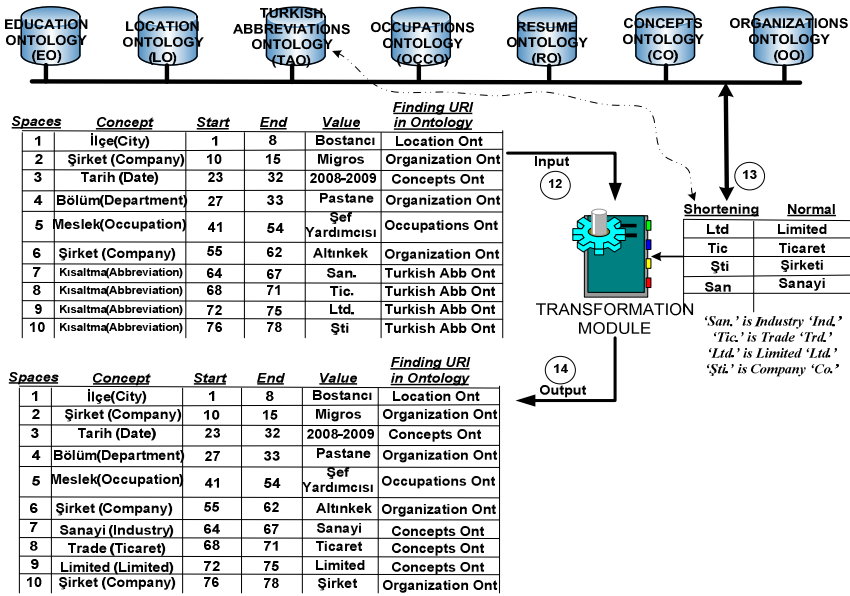 EDUCATION ONTOLOGY (EO)
LOCATION ONTOLOGY (LO)
TURKISH ABBREVIATIONS ONTOLOGY (TAO)
OCCUPATIONS ONTOLOGY (OCCO)
RESUME ONTOLOGY (RO)
CONCEPTS ONTOLOGY (CO)
ORGANIZATIONS ONTOLOGY (OO)
Spaces Concept Start End Value Finding URI in Ontology
1 İlçe(City) 1 8 Bostancı Location Ont
2 Şirket (Company) 10 15 Migros Organization Ont
3 Tarih (Date) 23 32 2008-2009 Concepts Ont
4 Bölüm(Department) 27 33 Pastane Organization Ont
5 Meslek(Occupation) 41 54 Şef Yardımcısı Occupations Ont
6 Şirket (Company) 55 62 Altınkek Organization Ont
7 Kısaltma(Abbreviation) 64 67 San. Turkish Abb Ont
8 Kısaltma(Abbreviation) 68 71 Tic. Turkish Abb Ont
9 Kısaltma(Abbreviation) 72 75 Ltd. Turkish Abb Ont
10 Kısaltma(Abbreviation) 76 78 Şti Turkish Abb Ont
Input
12
13
TRANSFORMATION MODULE
Shortening Normal
Ltd Limited
Tic Ticaret
Şti Şirketi
San Sanayi
‘San.’ is Industry ‘Ind.’
‘Tic.’ is Trade ‘Trd.’
‘Ltd.’ is Limited ‘Ltd.’
‘Şti.’ is Company ‘Co.’
14
Output
Spaces Concept Start End Value Finding URI in Ontology
1 İlçe(City) 1 8 Bostancı Location Ont
2 Şirket (Company) 10 15 Migros Organization Ont
3 Tarih (Date) 23 32 2008-2009 Concepts Ont
4 Bölüm(Department) 27 33 Pastane Organization Ont
5 Meslek(Occupation) 41 54 Şef Yardımcısı Occupations Ont
6 Şirket (Company) 55 62 Altınkek Organization Ont
7 Sanayi (Industry) 64 67 Sanayi Concepts Ont
8 Trade (Ticaret) 68 71 Ticaret Concepts Ont
9 Limited (Limited) 72 75 Limited Concepts Ont
10 Şirket (Company) 76 78 Şirket Organization Ont